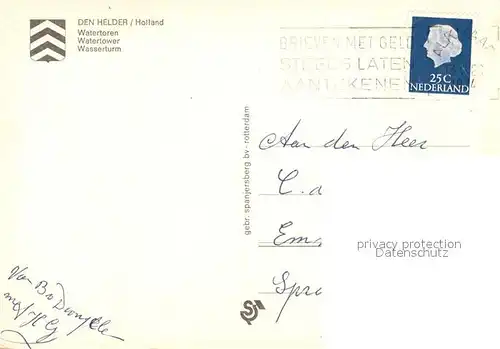 DEN HELDER / Holland
Watertoren
Watertower
Wasserturm
BRIEVEN MET GELD
STEEDS LATEN
AANTEKENEN
25C
NEDERLAND
gebr. spanjersberg bv - rotterdam
Aan den Heer
C.
privacy protection
Datenschutz